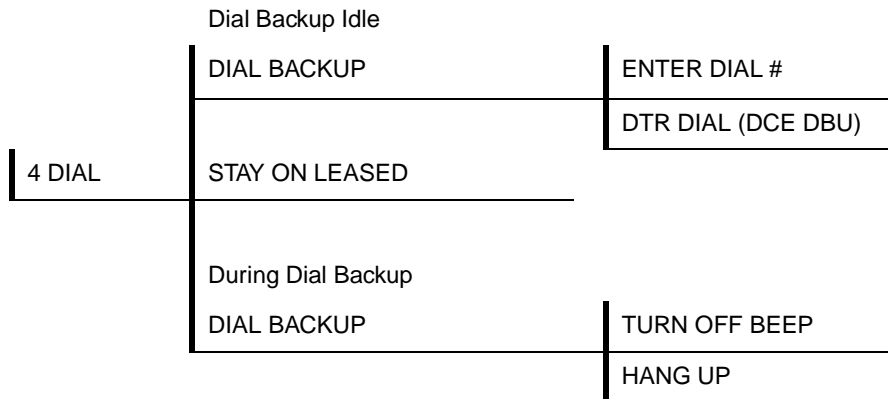 Dial Backup Idle
DIAL BACKUP
ENTER DIAL #
DTR DIAL (DCE DBU)
4 DIAL
STAY ON LEASED
During Dial Backup
DIAL BACKUP
TURN OFF BEEP
HANG UP